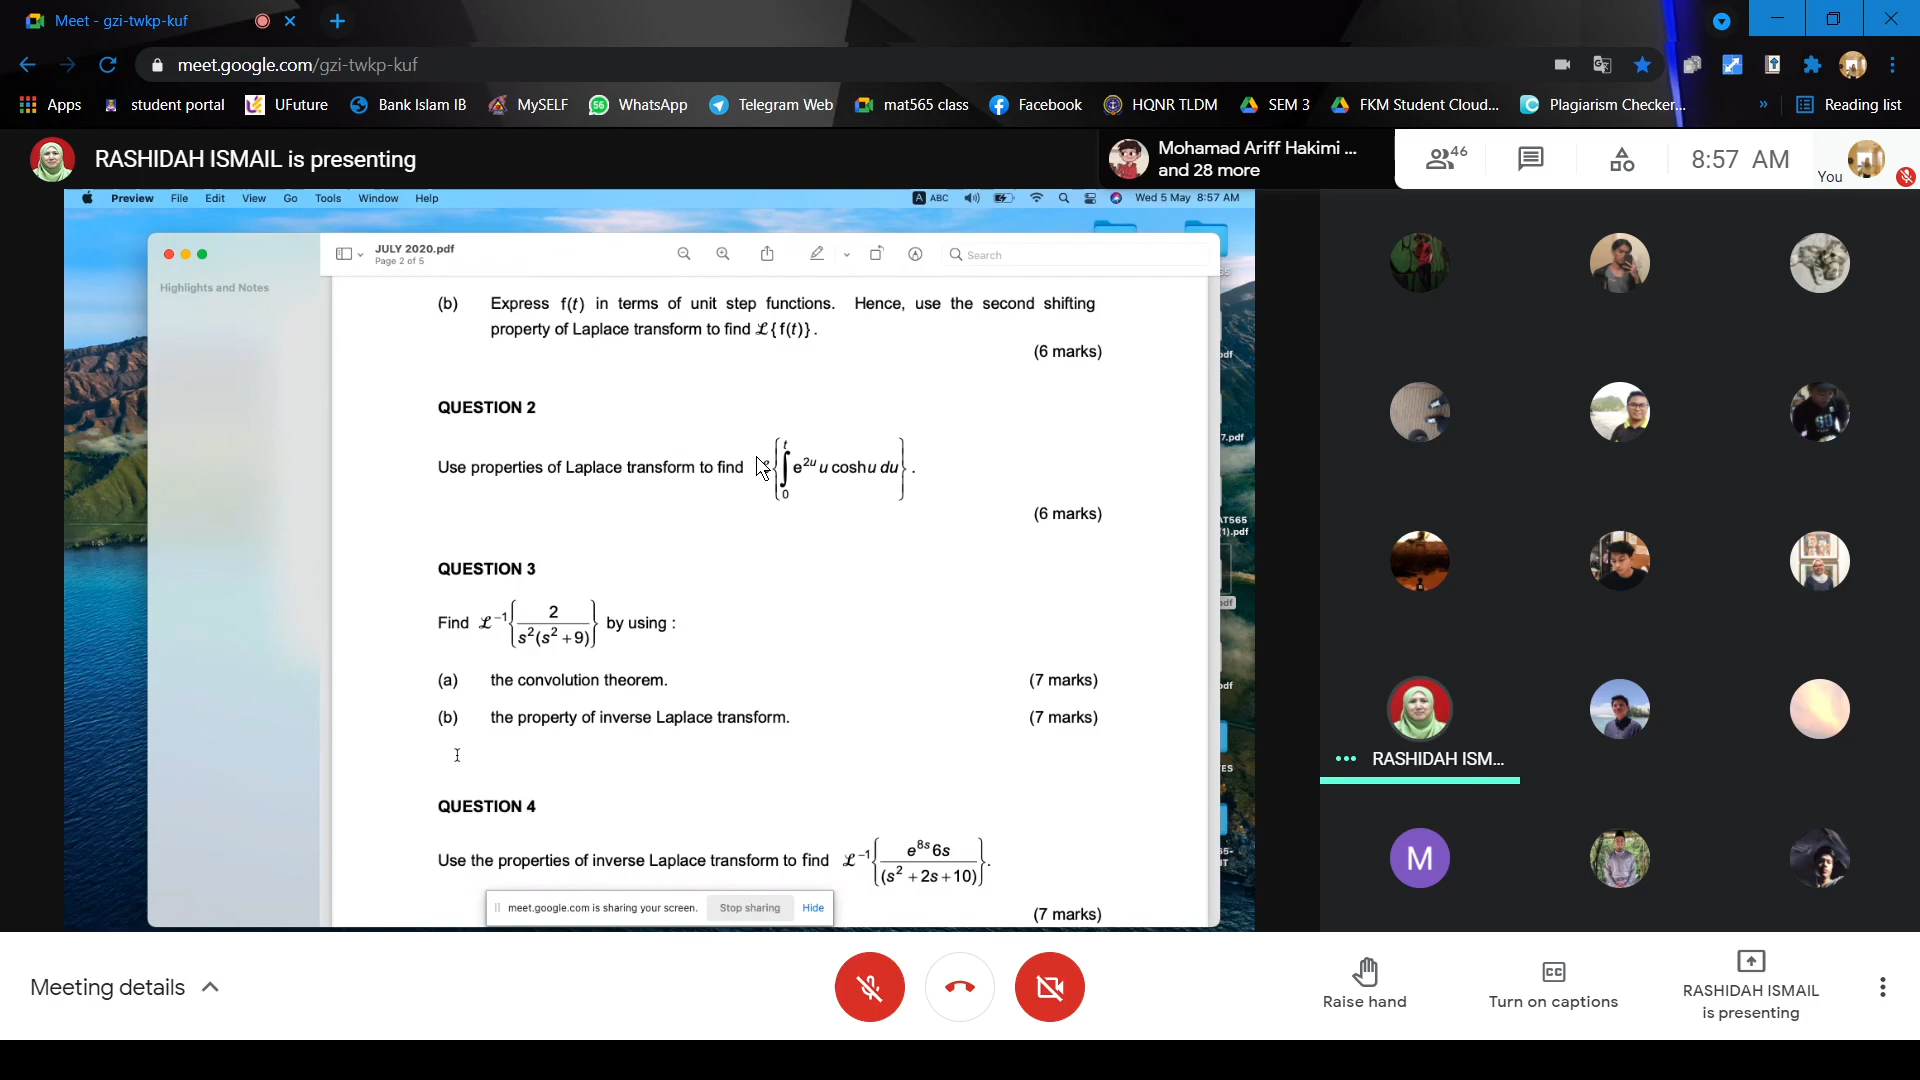 Meet - gzi-twkp-kuf
meet.google.com/gzi-twkp-kuf
Apps student portal UFuture Bank Islam IB MySELF 56 WhatsApp Telegram Web mat565 class Facebook HQNR TLDM SEM 3 FKM Student Cloud... Plagiarism Checker... » Reading list
RASHIDAH ISMAIL is presenting
Mohamad Ariff Hakimi ...
and 28 more
46
8:57 AM
You
Preview File Edit View Go Tools Window Help
A ABC Wed 5 May 8:57 AM
JULY 2020.pdf
Page 2 of 5
Search
Highlights and Notes
(b) Express f(t) in terms of unit step functions. Hence, use the second shifting
property of Laplace transform to find ℒ{f(t)}.
(6 marks)
QUESTION 2
Use properties of Laplace transform to find {∫₀ᵗ e²ᵘ u cosh u du}.
(6 marks)
QUESTION 3
Find ℒ⁻¹{2/(s²(s²+9))} by using :
(a) the convolution theorem. (7 marks)
(b) the property of inverse Laplace transform. (7 marks)
QUESTION 4
Use the properties of inverse Laplace transform to find ℒ⁻¹{e⁸ˢ6s/(s²+2s+10)}.
(7 marks)
meet.google.com is sharing your screen. Stop sharing Hide
7.pdf
(1).pdf
RASHIDAH ISM...
M
Meeting details
Raise hand
Turn on captions
RASHIDAH ISMAIL
is presenting